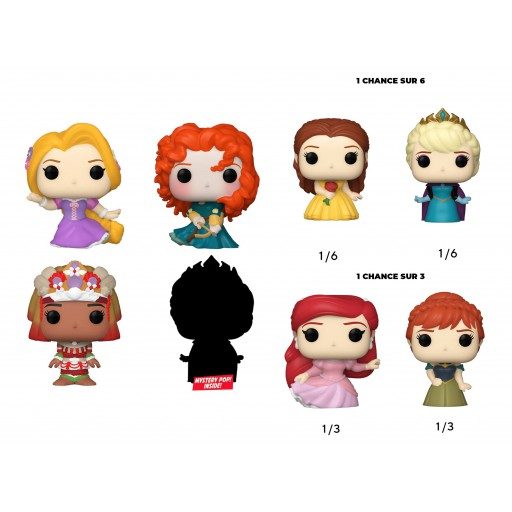 1 CHANCE SUR 6
1/6
1/6
1 CHANCE SUR 3
MYSTERY POP!
INSIDE!
1/3
1/3